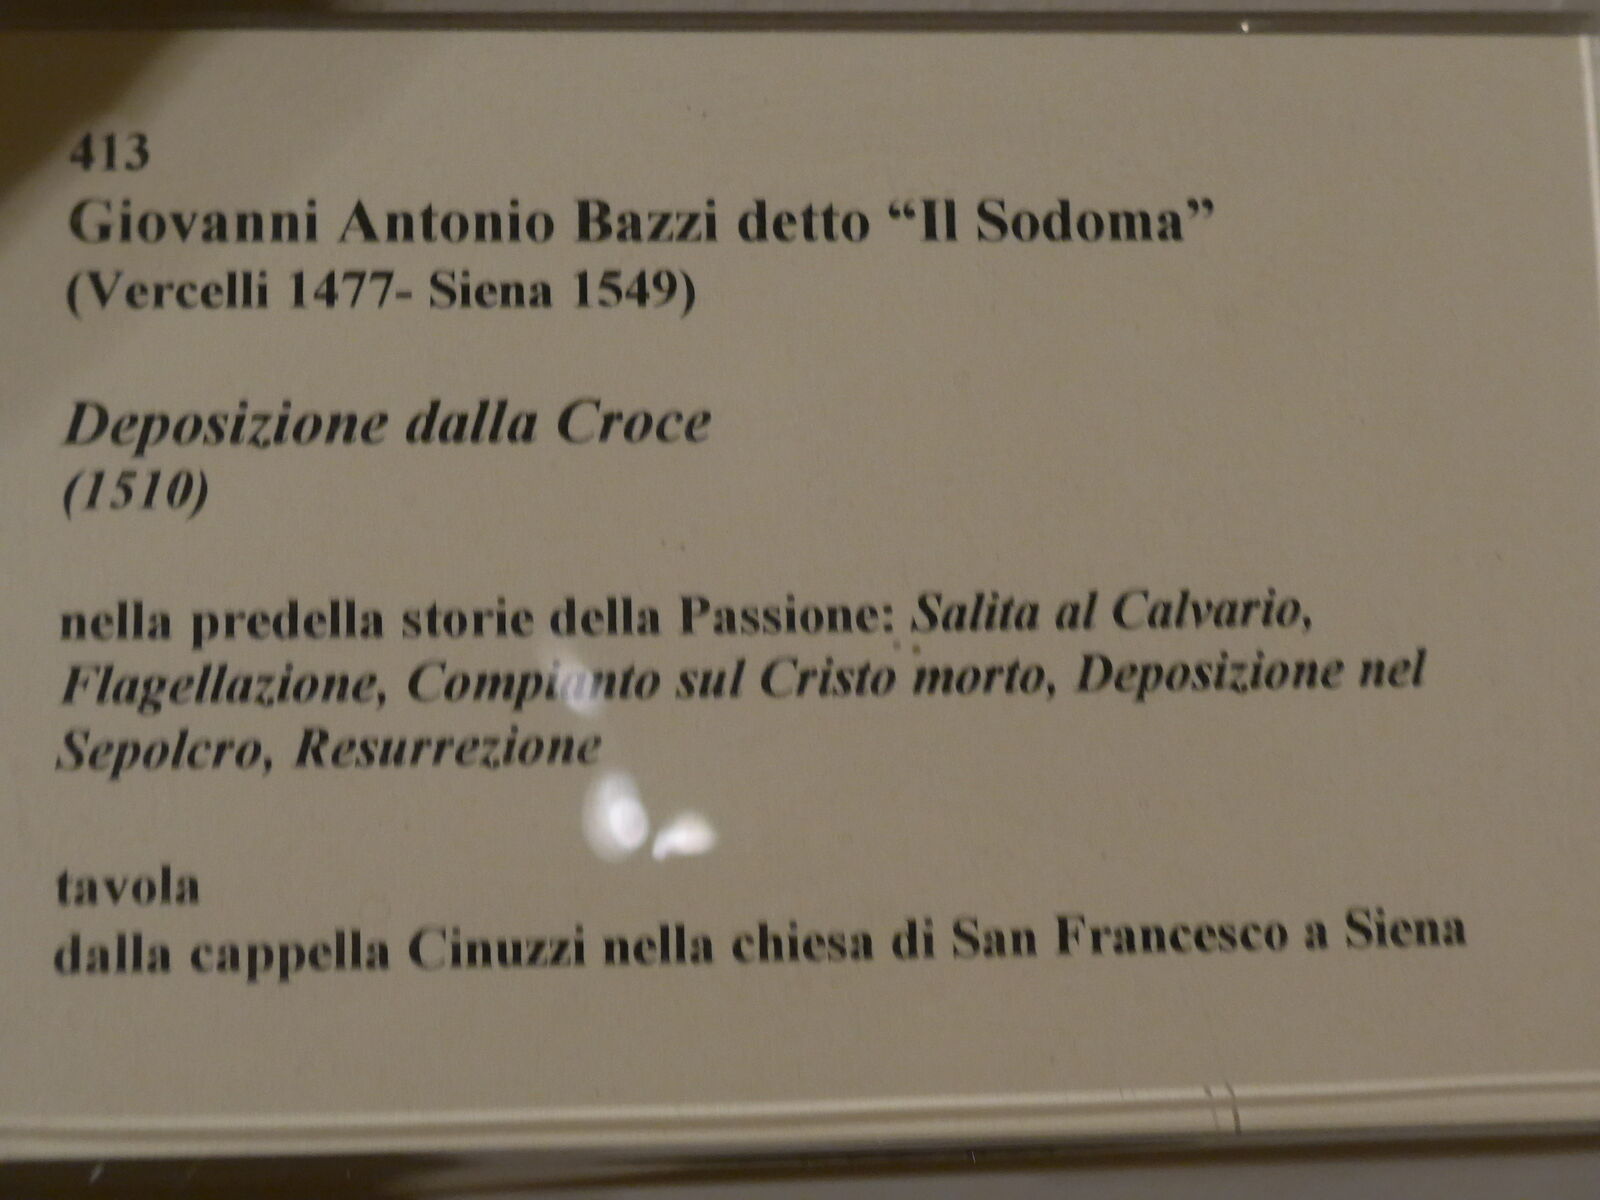 413
Giovanni Antonio Bazzi detto “Il Sodoma”
(Vercelli 1477- Siena 1549)
Deposizione dalla Croce
(1510)
nella predella storie della Passione: Salita al Calvario,
Flagellazione, Compianto sul Cristo morto, Deposizione nel
Sepolcro, Resurrezione
tavola
dalla cappella Cinuzzi nella chiesa di San Francesco a Siena